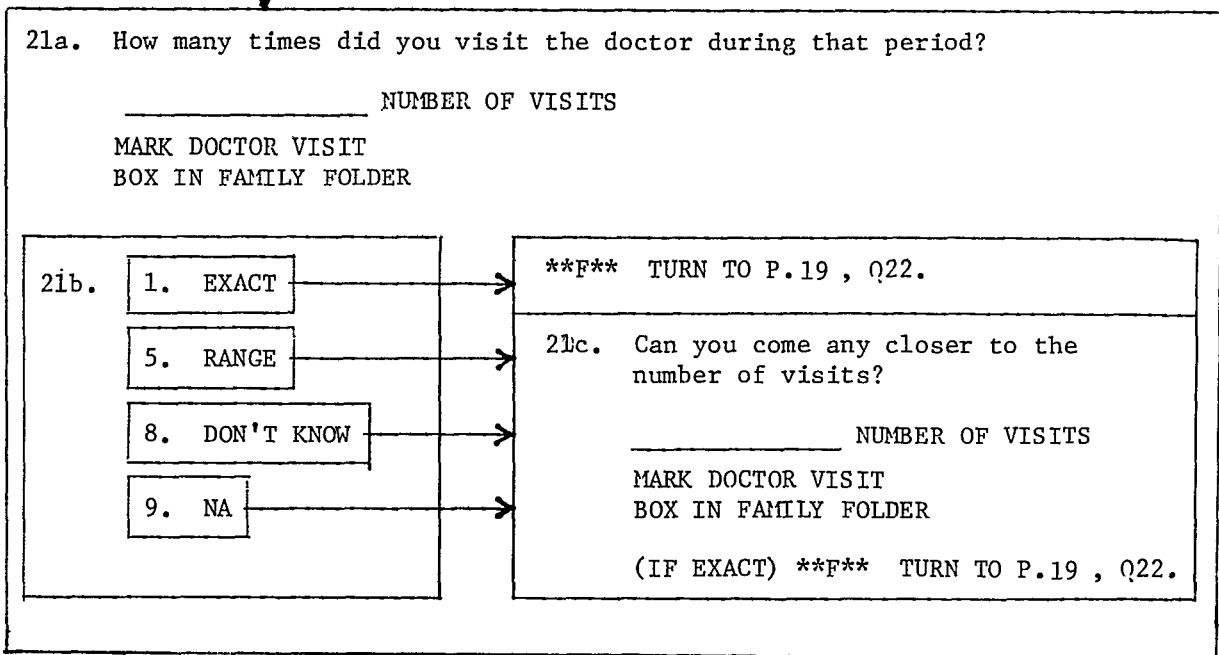 21a. How many times did you visit the doctor during that period?
NUMBER OF VISITS
MARK DOCTOR VISIT
BOX IN FAMILY FOLDER
21b.
1. EXACT
5. RANGE
8. DON'T KNOW
9. NA
**F** TURN TO P.19 , Q22.
21c. Can you come any closer to the
number of visits?
NUMBER OF VISITS
MARK DOCTOR VISIT
BOX IN FAMILY FOLDER
(IF EXACT) **F** TURN TO P.19 , Q22.